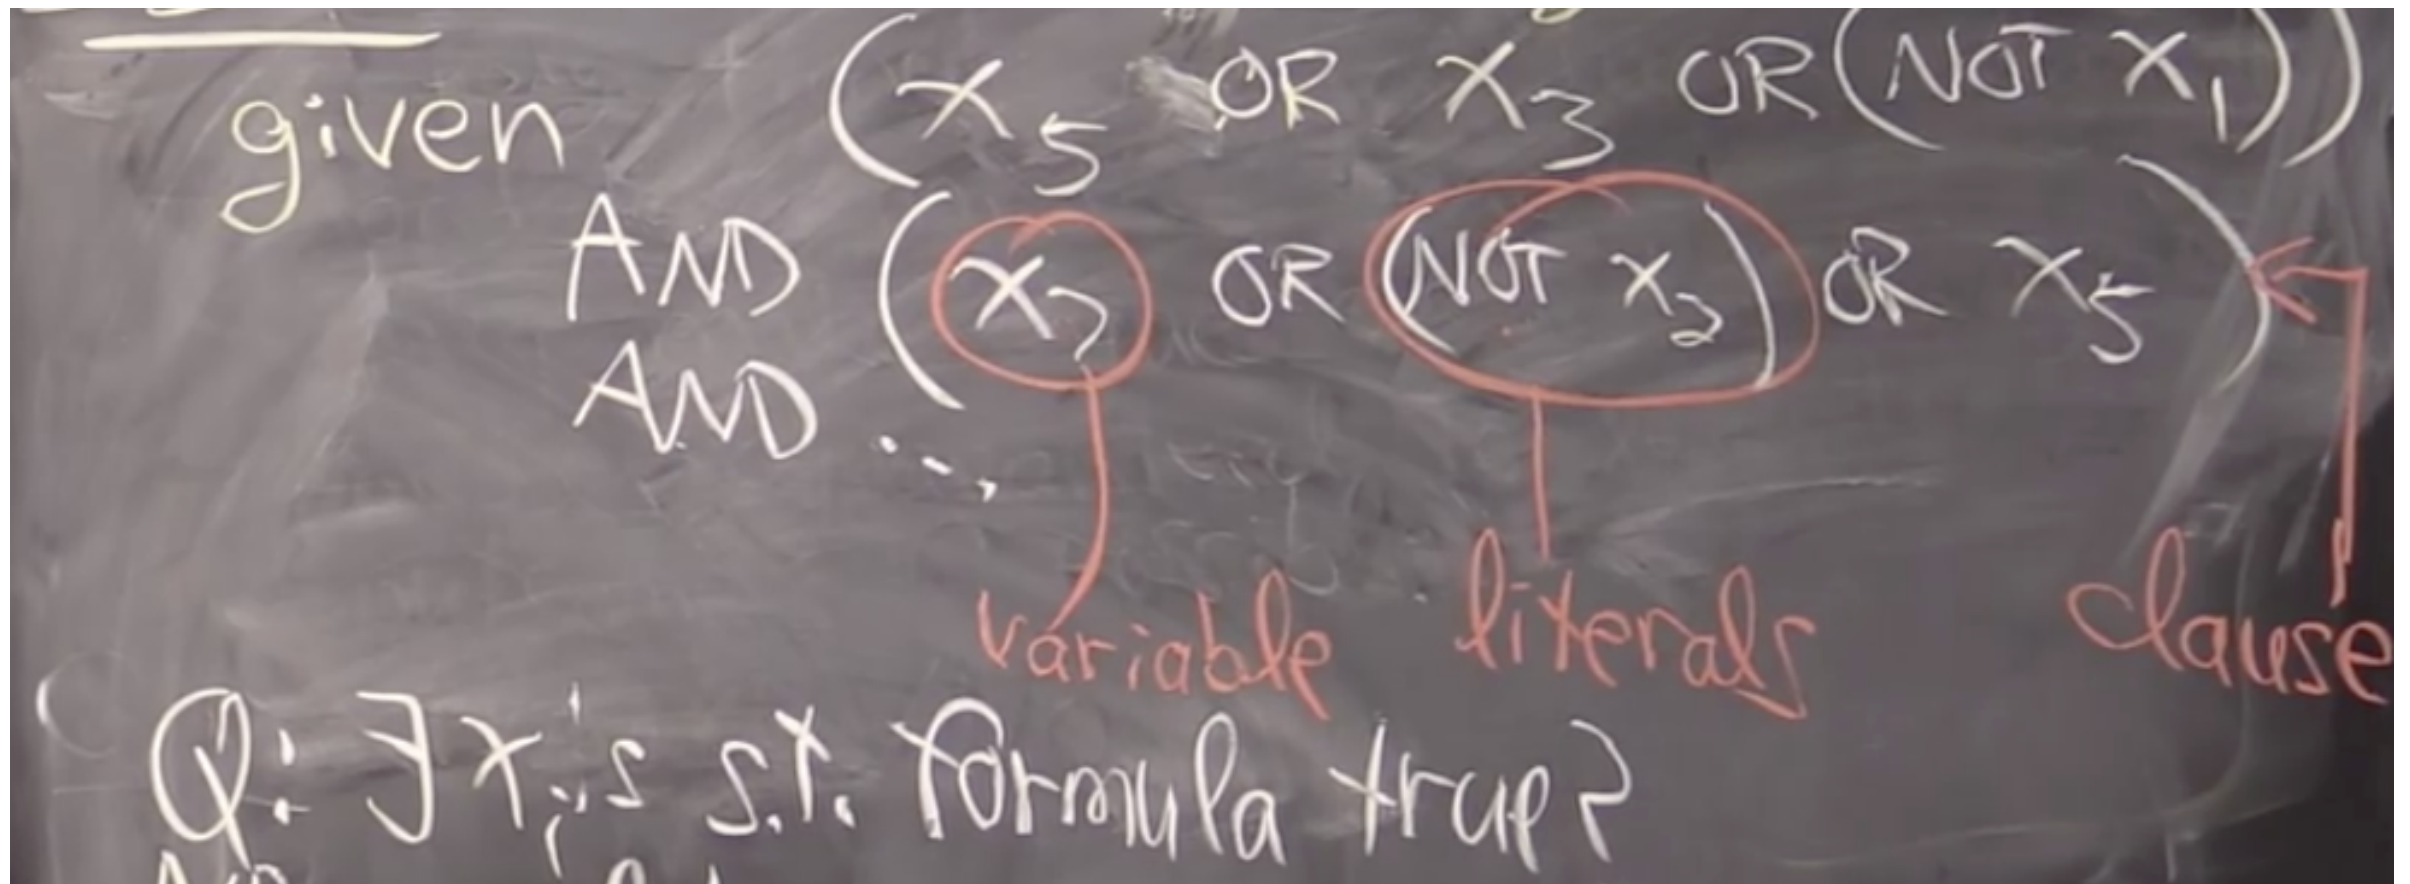 given (x₅ OR x₃ OR (NOT x₁))
AND (x₇ OR (NOT x₂) OR x₅)
AND ...
variable literals clause
Q: ∃ xᵢ's s.t. formula true?